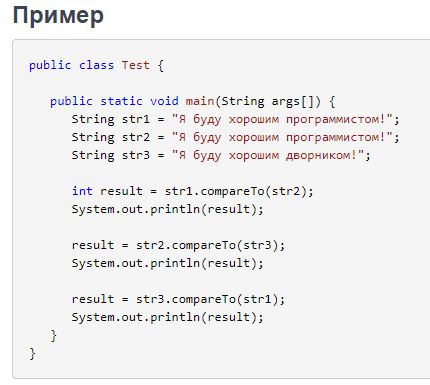 Пример
public class Test {
public static void main(String args[]) {
String str1 = "Я буду хорошим программистом!";
String str2 = "Я буду хорошим программистом!";
String str3 = "Я буду хорошим дворником!";
int result = str1.compareTo(str2);
System.out.println(result);
result = str2.compareTo(str3);
System.out.println(result);
result = str3.compareTo(str1);
System.out.println(result);
}
}